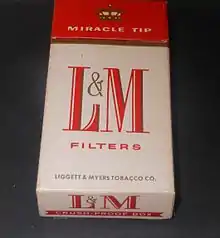 MIRACLE TIP
L&M
FILTERS
LIGGETT & MYERS TOBACCO CO.
L&M
CRUSH-PROOF BOX